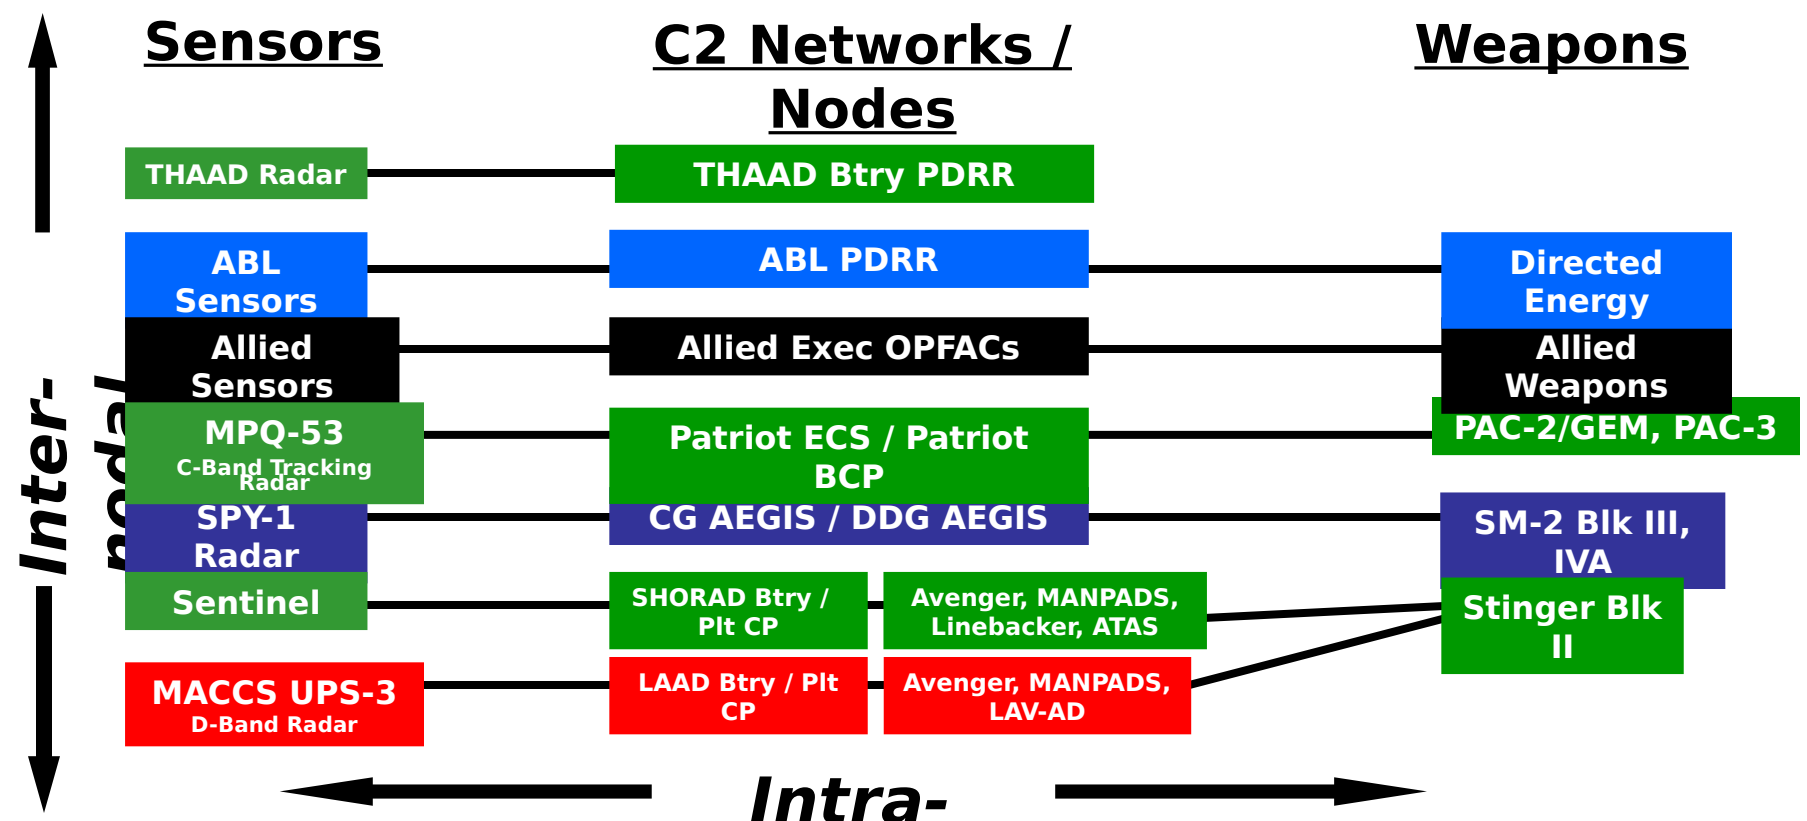 Sensors
C2 Networks /
Nodes
Weapons
THAAD Radar
THAAD Btry PDRR
ABL
Sensors
ABL PDRR
Directed
Energy
Allied
Sensors
Allied Exec OPFACs
Allied
Weapons
MPQ-53
C-Band Tracking
Radar
Patriot ECS / Patriot
BCP
PAC-2/GEM, PAC-3
SPY-1
Radar
CG AEGIS / DDG AEGIS
SM-2 Blk III,
IVA
Sentinel
SHORAD Btry /
Plt CP
Avenger, MANPADS,
Linebacker, ATAS
Stinger Blk
II
MACCS UPS-3
D-Band Radar
LAAD Btry / Plt
CP
Avenger, MANPADS,
LAV-AD
Inter-
nodal
Intra-